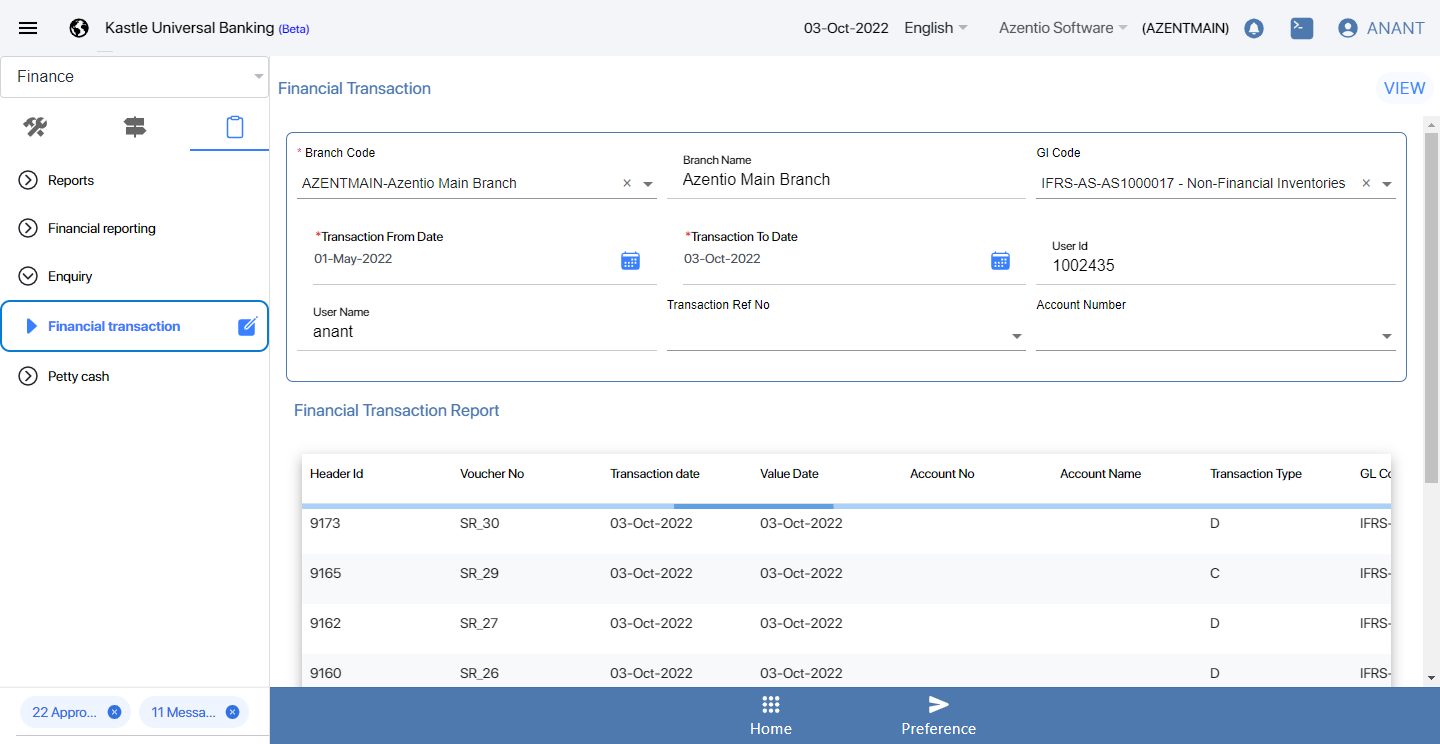 Kastle Universal Banking (Beta)
03-Oct-2022 English Azentio Software (AZENTMAIN) ANANT
Finance
Reports
Financial reporting
Enquiry
Financial transaction
Petty cash
22 Appro...
11 Messa...
Financial Transaction
VIEW
* Branch Code
AZENTMAIN-Azentio Main Branch
Branch Name
Azentio Main Branch
Gl Code
IFRS-AS-AS1000017 - Non-Financial Inventories
*Transaction From Date
01-May-2022
*Transaction To Date
03-Oct-2022
User Id
1002435
User Name
anant
Transaction Ref No
Account Number
Financial Transaction Report
Header Id Voucher No Transaction date Value Date Account No Account Name Transaction Type GL Co
9173 SR_30 03-Oct-2022 03-Oct-2022 D IFRS-
9165 SR_29 03-Oct-2022 03-Oct-2022 C IFRS-
9162 SR_27 03-Oct-2022 03-Oct-2022 D IFRS-
9160 SR_26 03-Oct-2022 03-Oct-2022 D IFRS-
Home
Preference